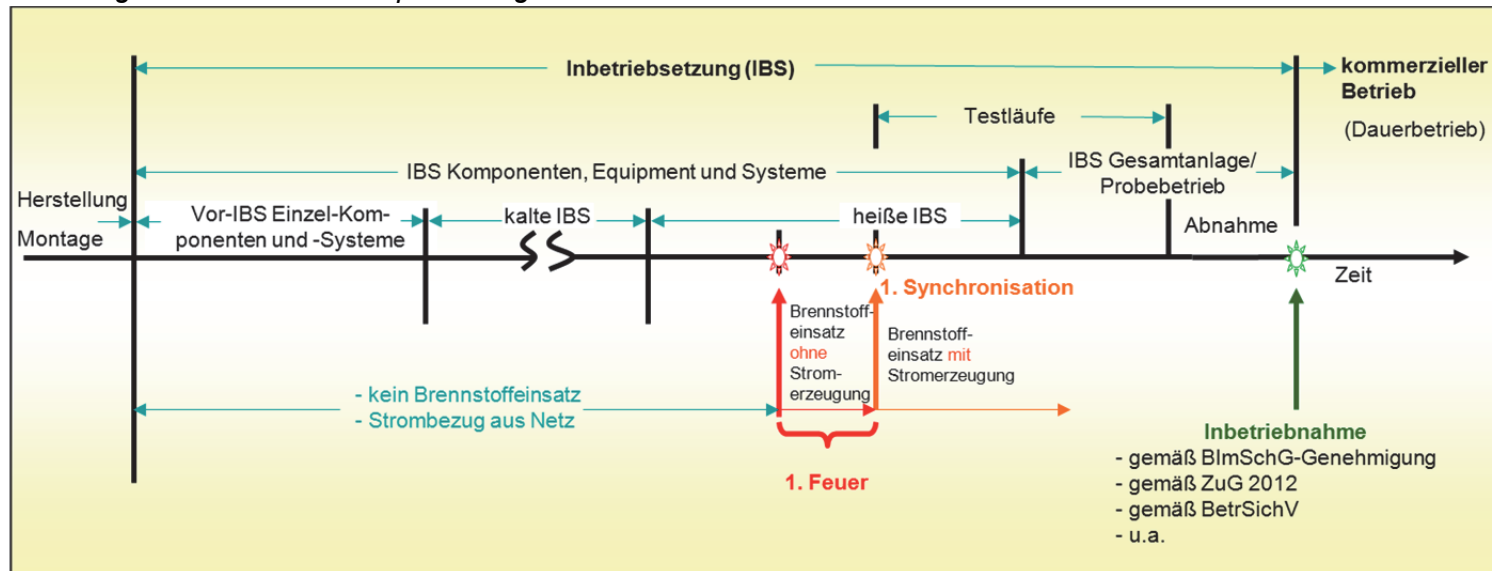 Inbetriebsetzung (IBS)
kommerzieller
Betrieb
(Dauerbetrieb)
Testläufe
IBS Komponenten, Equipment und Systeme
IBS Gesamtanlage/
Probebetrieb
Herstellung
Montage
Vor-IBS Einzel-Kom-
ponenten und -Systeme
kalte IBS
heiße IBS
Abnahme
Zeit
1. Synchronisation
Brennstoff-
einsatz
ohne
Strom-
erzeugung
Brennstoff-
einsatz mit
Stromerzeugung
- kein Brennstoffeinsatz
- Strombezug aus Netz
1. Feuer
Inbetriebnahme
- gemäß BImSchG-Genehmigung
- gemäß ZuG 2012
- gemäß BetrSichV
- u.a.